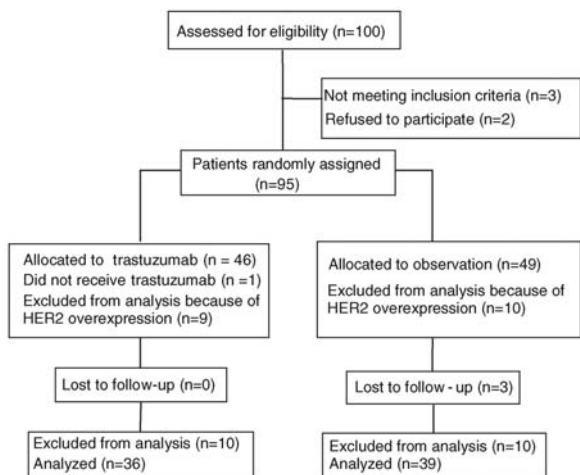 Assessed for eligibility (n=100)
Not meeting inclusion criteria (n=3)
Refused to participate (n=2)
Patients randomly assigned
(n=95)
Allocated to trastuzumab (n = 46)
Did not receive trastuzumab (n =1)
Excluded from analysis because of
HER2 overexpression (n=9)
Allocated to observation (n=49)
Excluded from analysis because of
HER2 overexpression (n=10)
Lost to follow-up (n=0)
Lost to follow - up (n=3)
Excluded from analysis (n=10)
Analyzed (n=36)
Excluded from analysis (n=10)
Analyzed (n=39)